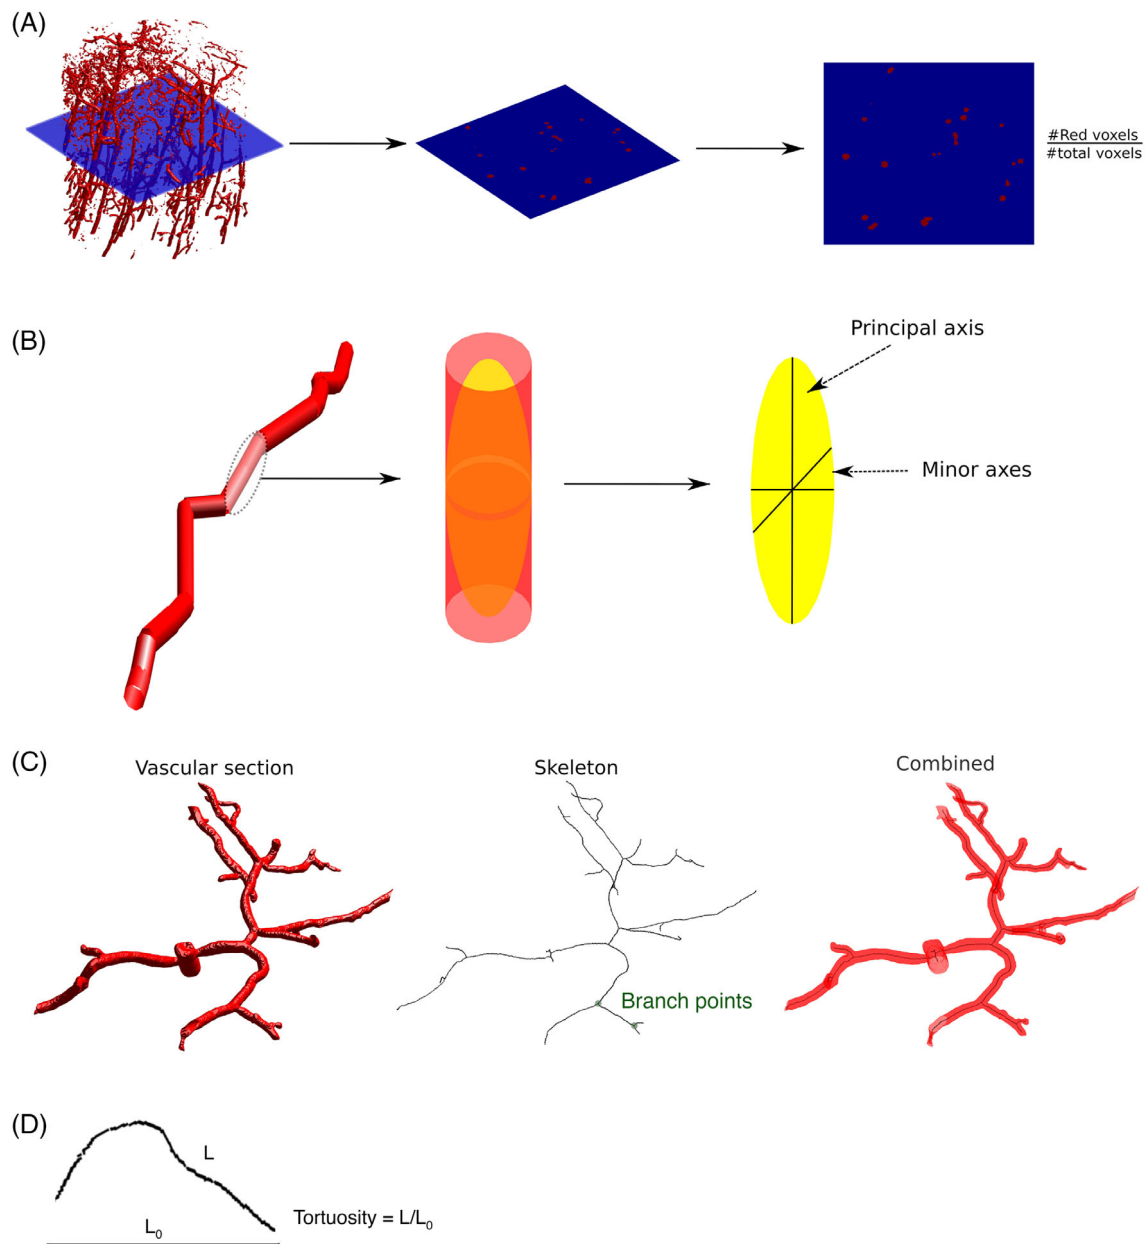 (A)
#Red voxels
#total voxels
(B)
Principal axis
Minor axes
(C)
Vascular section
Skeleton
Combined
Branch points
(D)
L
L₀
Tortuosity = L/L₀